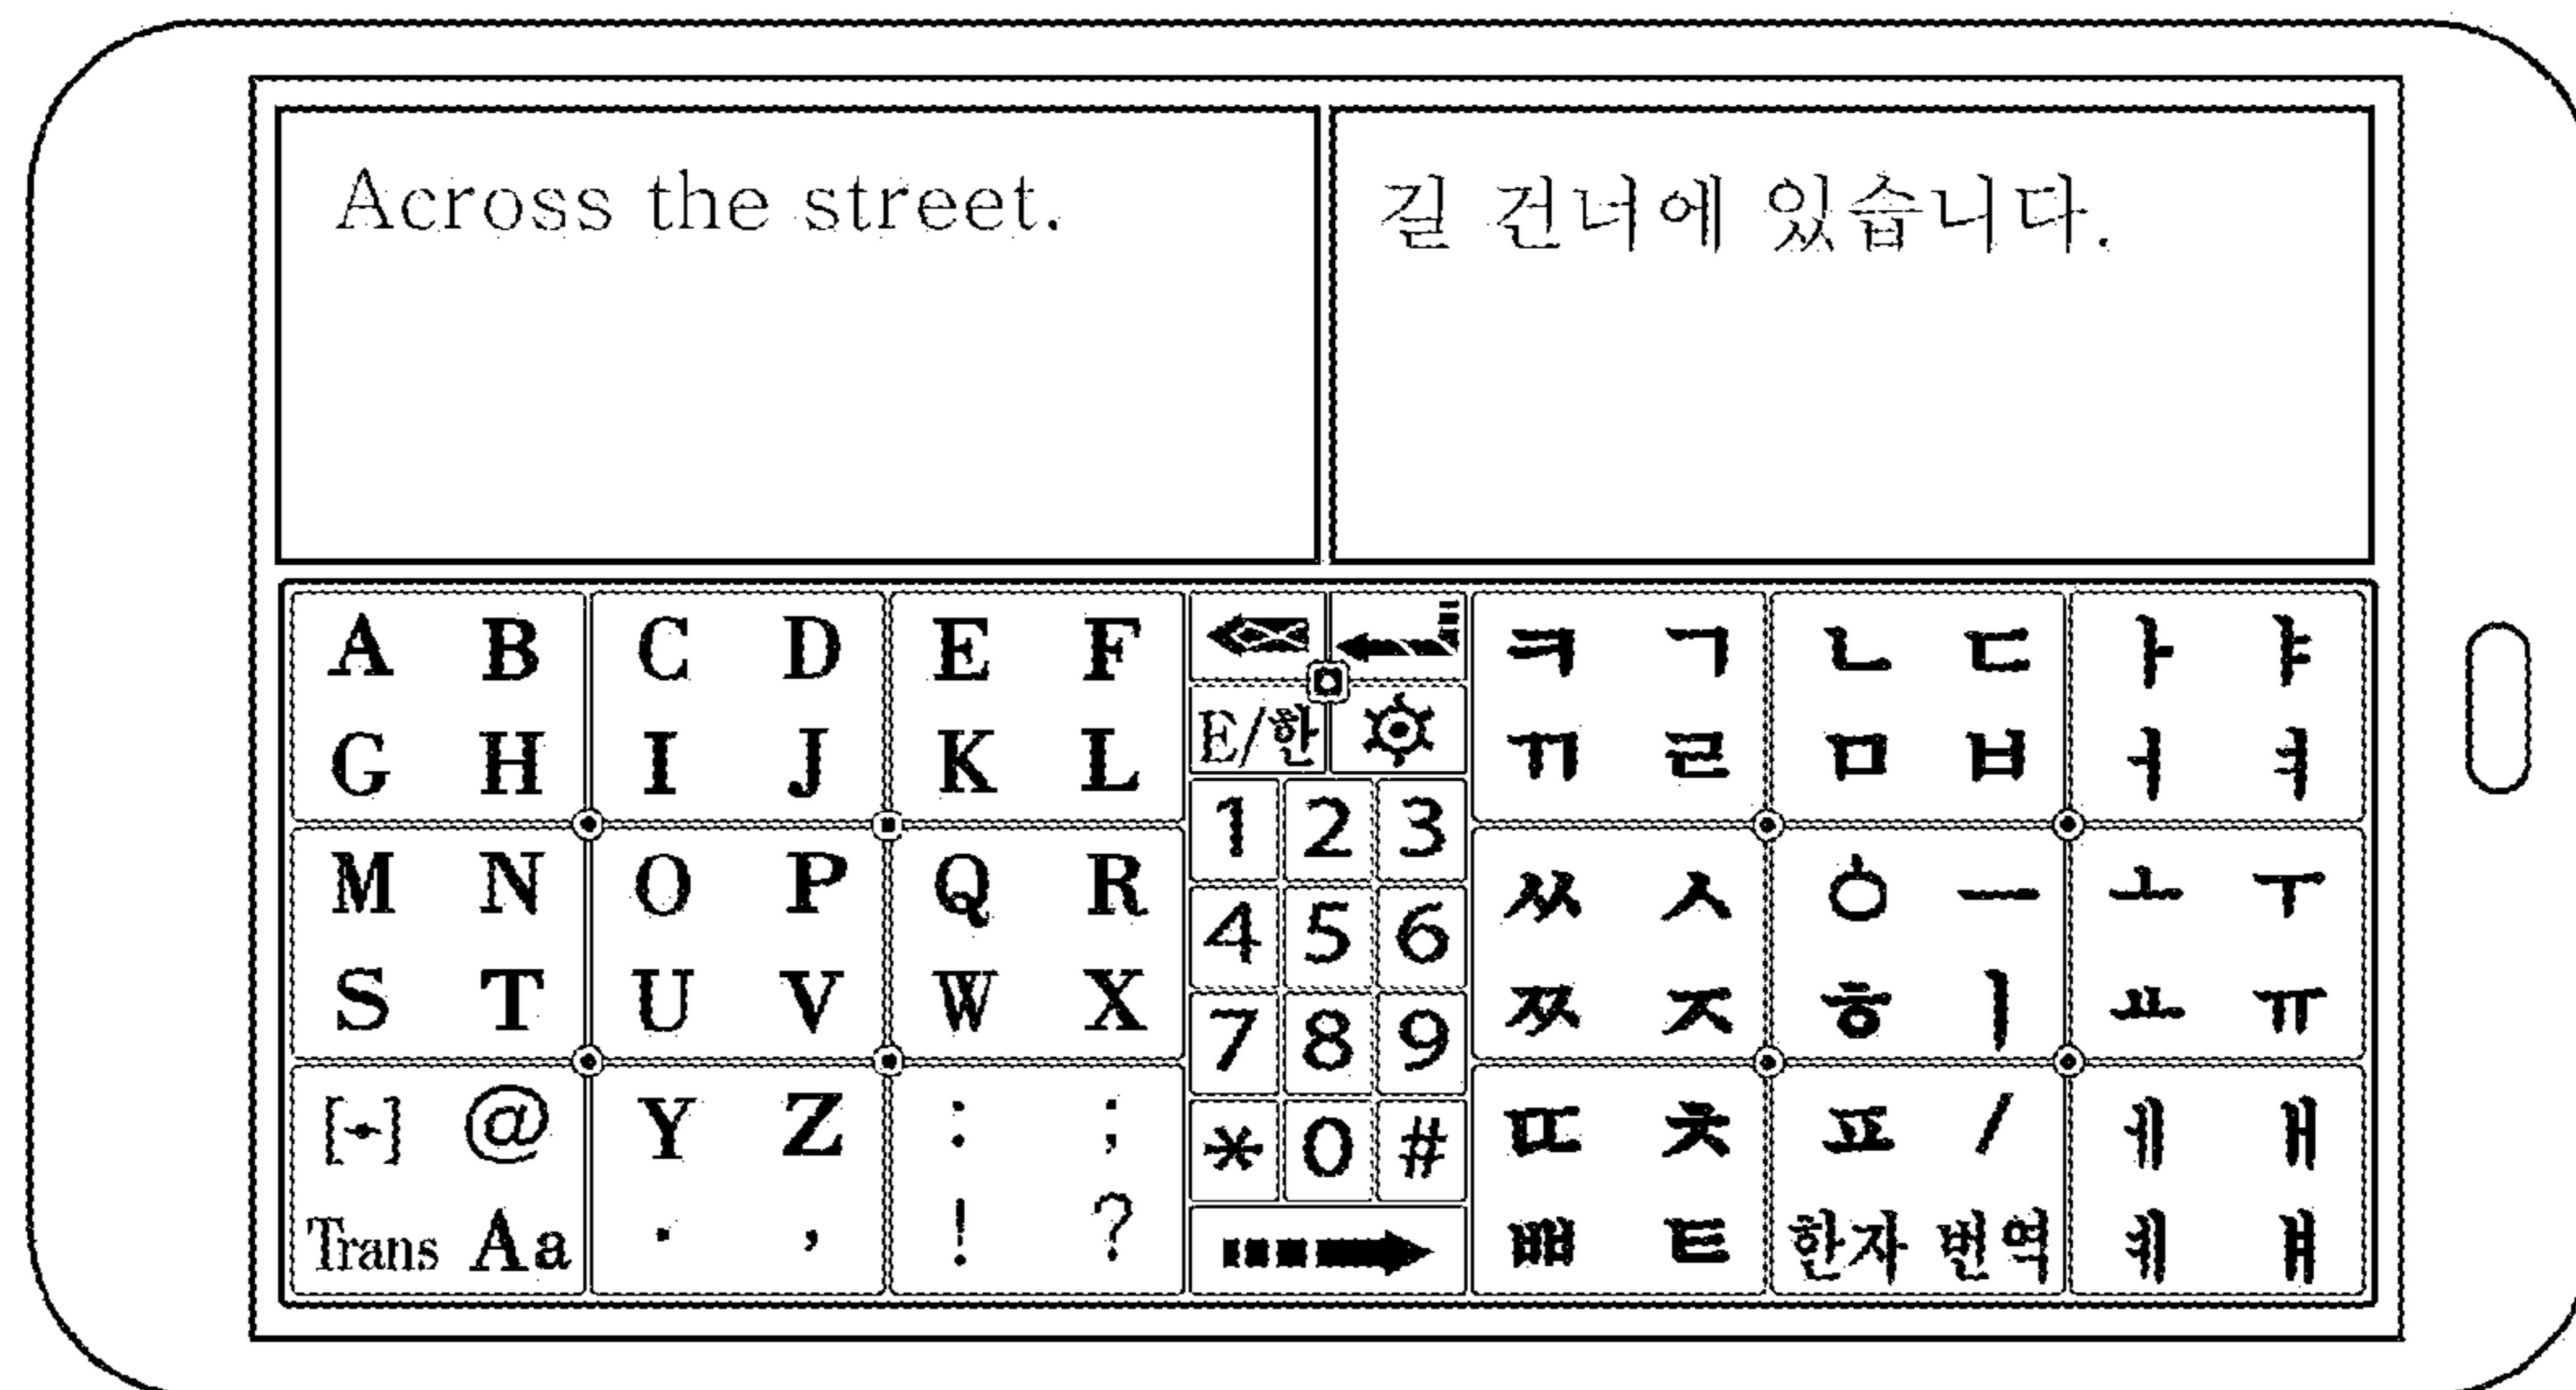 Across the street.
길 건너에 있습니다.
A B C D E F
G H I J K L
M N O P Q R
S T U V W X
[-] @ Y Z : ;
Trans Aa . , ! ?
E/한
1 2 3
4 5 6
7 8 9
* 0 #
ㅋ ㄱ ㄴ ㄷ ㅏ ㅑ
ㄲ ㄹ ㅁ ㅂ ㅓ ㅕ
ㅆ ㅅ ㅇ ㅡ ㅗ ㅜ
ㅉ ㅈ ㅎ ㅣ ㅛ ㅠ
ㄸ ㅊ ㅍ / ㅔ ㅐ
ㅃ ㅌ 한자 번역 ㅖ ㅒ